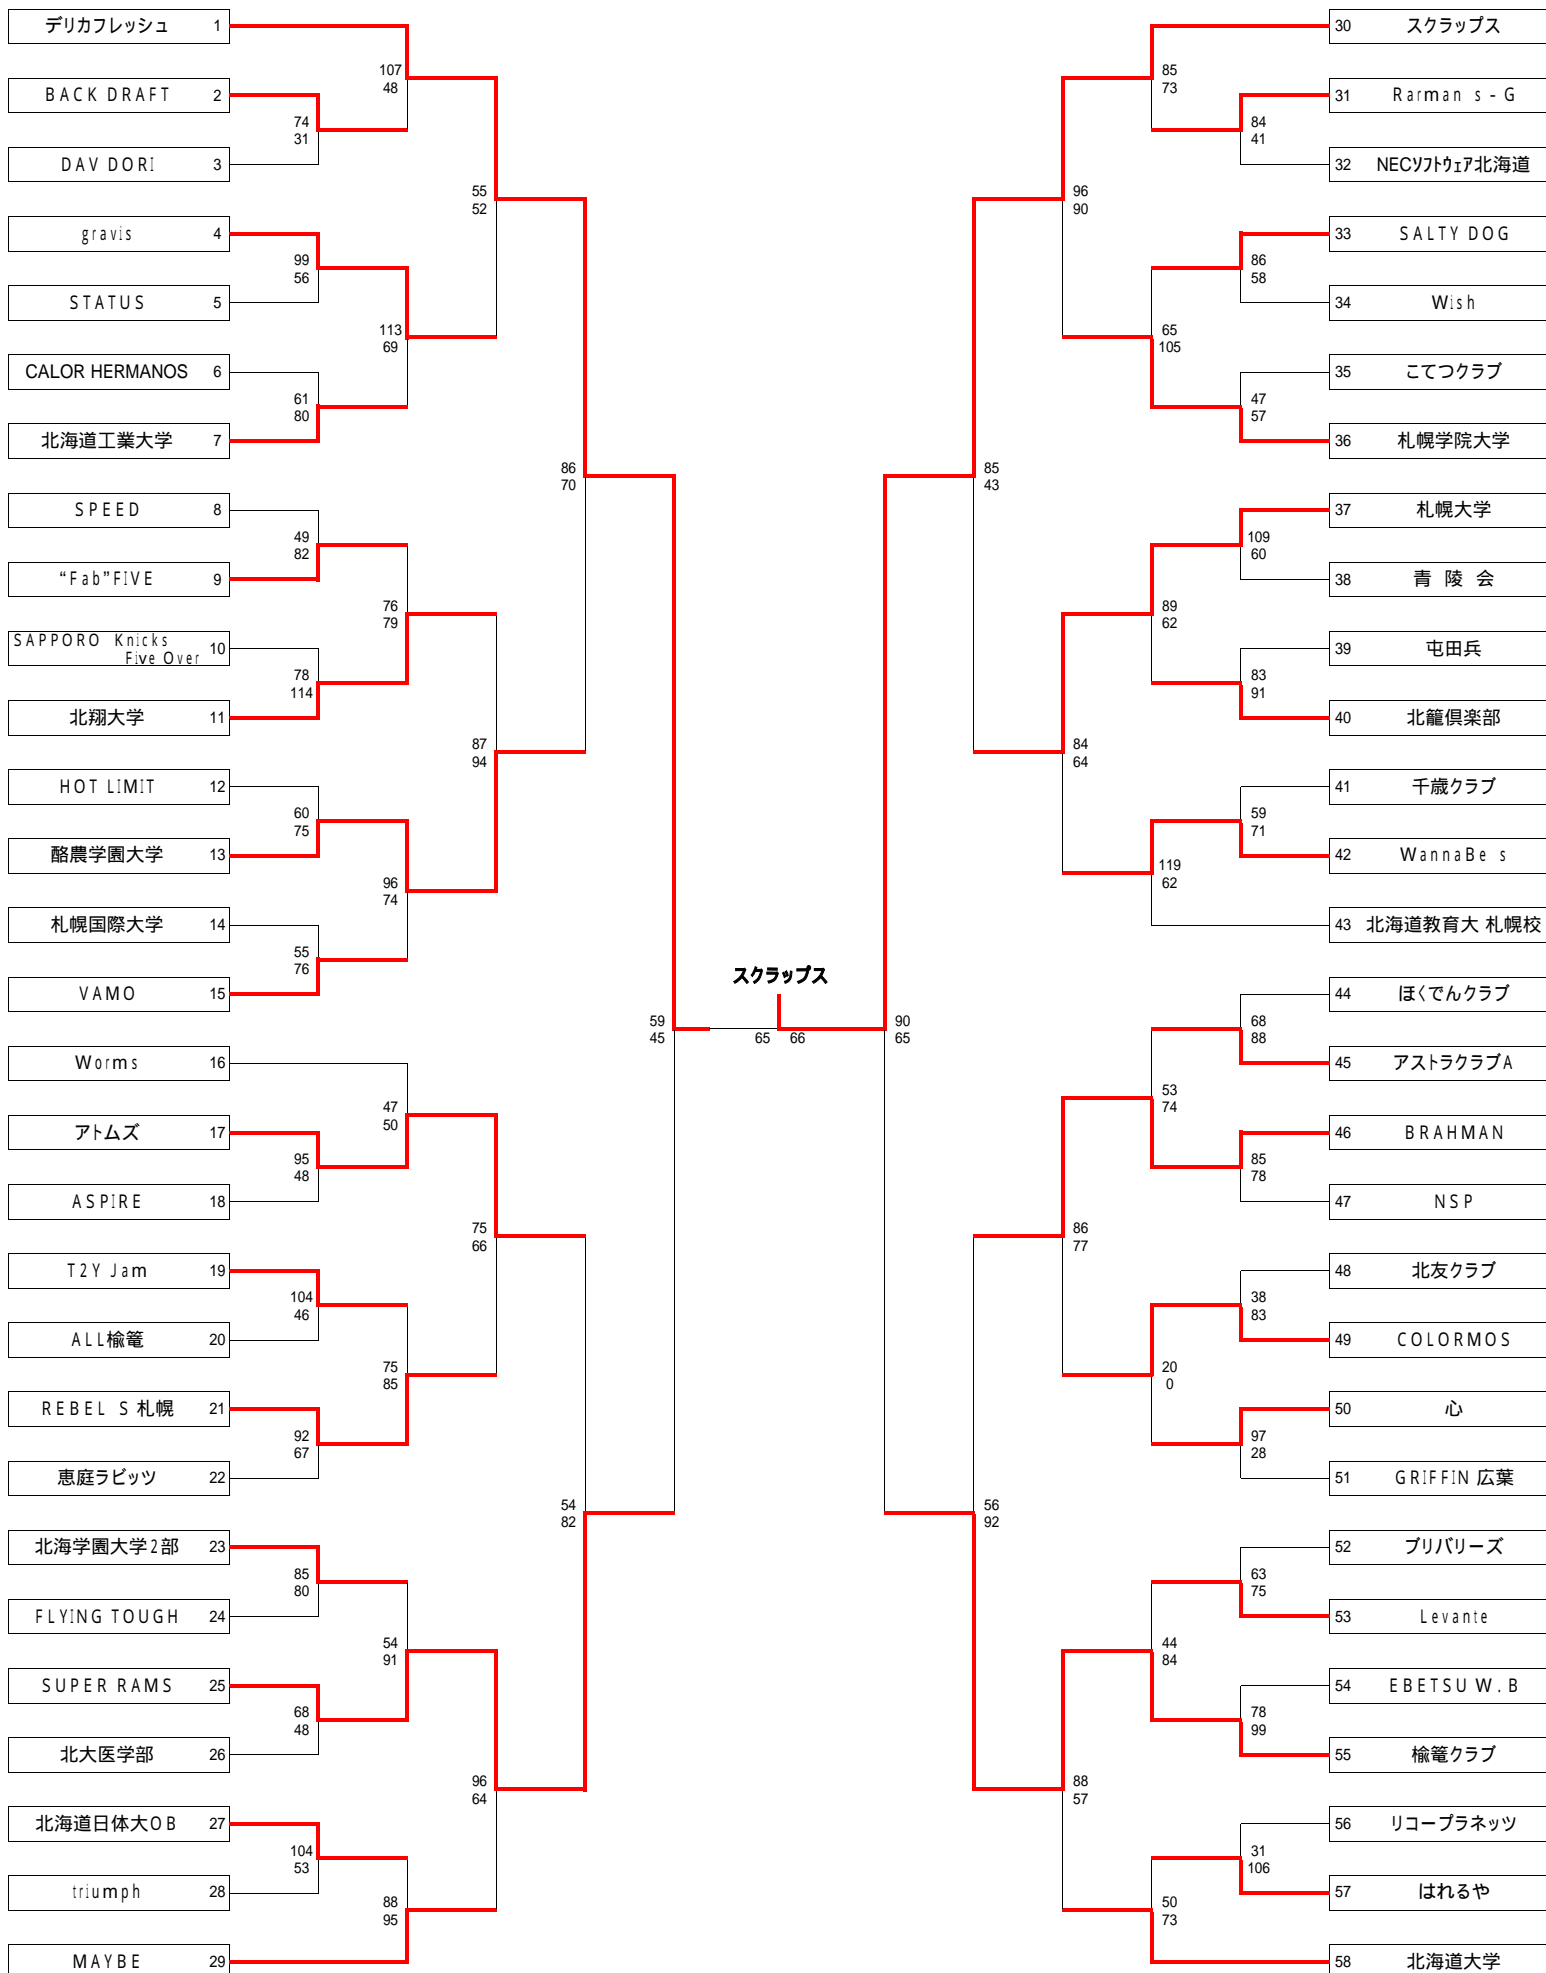 デリカフレッシュ 1
107
48
BACK DRAFT 2
74
31
DAV DORI 3
55
52
gravis 4
99
56
STATUS 5
113
69
CALOR HERMANOS 6
61
80
北海道工業大学 7
86
70
SPEED 8
49
82
“Fab”FIVE 9
76
79
SAPPORO Knicks
Five Over 10
78
114
北翔大学 11
87
94
HOT LIMIT 12
60
75
酪農学園大学 13
96
74
札幌国際大学 14
55
76
VAMO 15
59
45
Worms 16
47
50
アトムズ 17
95
48
ASPIRE 18
75
66
T2Y Jam 19
104
46
ALL楡篭 20
75
85
REBEL S 札幌 21
92
67
恵庭ラビッツ 22
54
82
北海学園大学2部 23
85
80
FLYING TOUGH 24
54
91
SUPER RAMS 25
68
48
北大医学部 26
96
64
北海道日体大OB 27
104
53
triumph 28
88
95
MAYBE 29
スクラップス
65 66
30 スクラップス
85
73
31 Rarman s-G
84
41
32 NECソフトウェア北海道
96
90
33 SALTY DOG
86
58
34 Wish
65
105
35 こてつクラブ
47
57
36 札幌学院大学
85
43
37 札幌大学
109
60
38 青 陵 会
89
62
39 屯田兵
83
91
40 北籠倶楽部
84
64
41 千歳クラブ
59
71
42 WannaBe s
119
62
43 北海道教育大 札幌校
90
65
44 ほくでんクラブ
68
88
45 アストラクラブA
53
74
46 BRAHMAN
85
78
47 NSP
86
77
48 北友クラブ
38
83
49 COLORMOS
20
0
50 心
97
28
51 GRIFFIN 広葉
56
92
52 ブリバリーズ
63
75
53 Levante
44
84
54 EBETSU W.B
78
99
55 楡篭クラブ
88
57
56 リコープラネッツ
31
106
57 はれるや
50
73
58 北海道大学